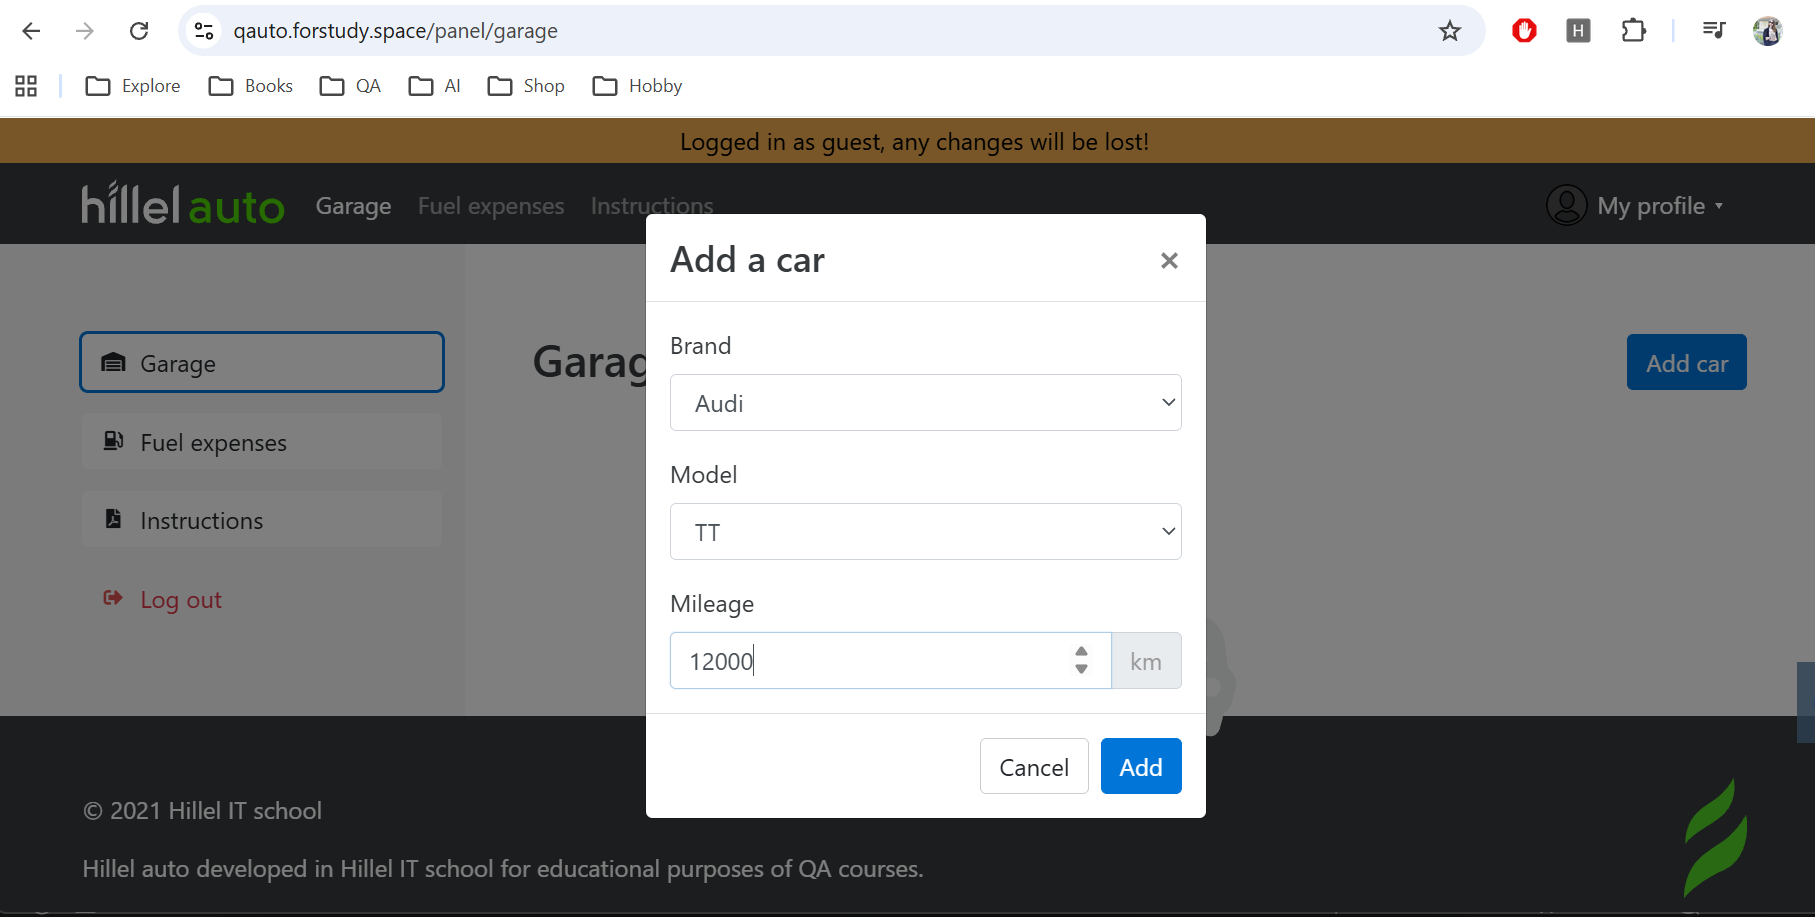 qauto.forstudy.space/panel/garage
H
Explore Books QA AI Shop Hobby
Logged in as guest, any changes will be lost!
hillel auto Garage Fuel expenses Instructions My profile
Add a car ×
Garage
Fuel expenses
Instructions
Log out
Garag
Add car
Brand
Audi
Model
TT
Mileage
12000 km
Cancel Add
© 2021 Hillel IT school
Hillel auto developed in Hillel IT school for educational purposes of QA courses.